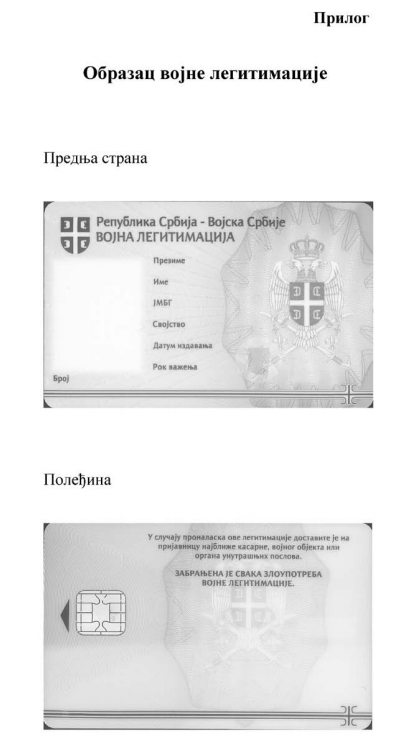 Прилог
Образац војне легитимације
Предња страна
Република Србија - Војска Србије
ВОЈНА ЛЕГИТИМАЦИЈА
Презиме
Име
ЈМБГ
Својство
Датум издавања
Рок важења
Број
Полеђина
У случају проналаска ове легитимације доставите је на
пријавницу најближе касарне, војног објекта или
органа унутрашњих послова.
ЗАБРАЊЕНА ЈЕ СВАКА ЗЛОУПОТРЕБА
ВОЈНЕ ЛЕГИТИМАЦИЈЕ.